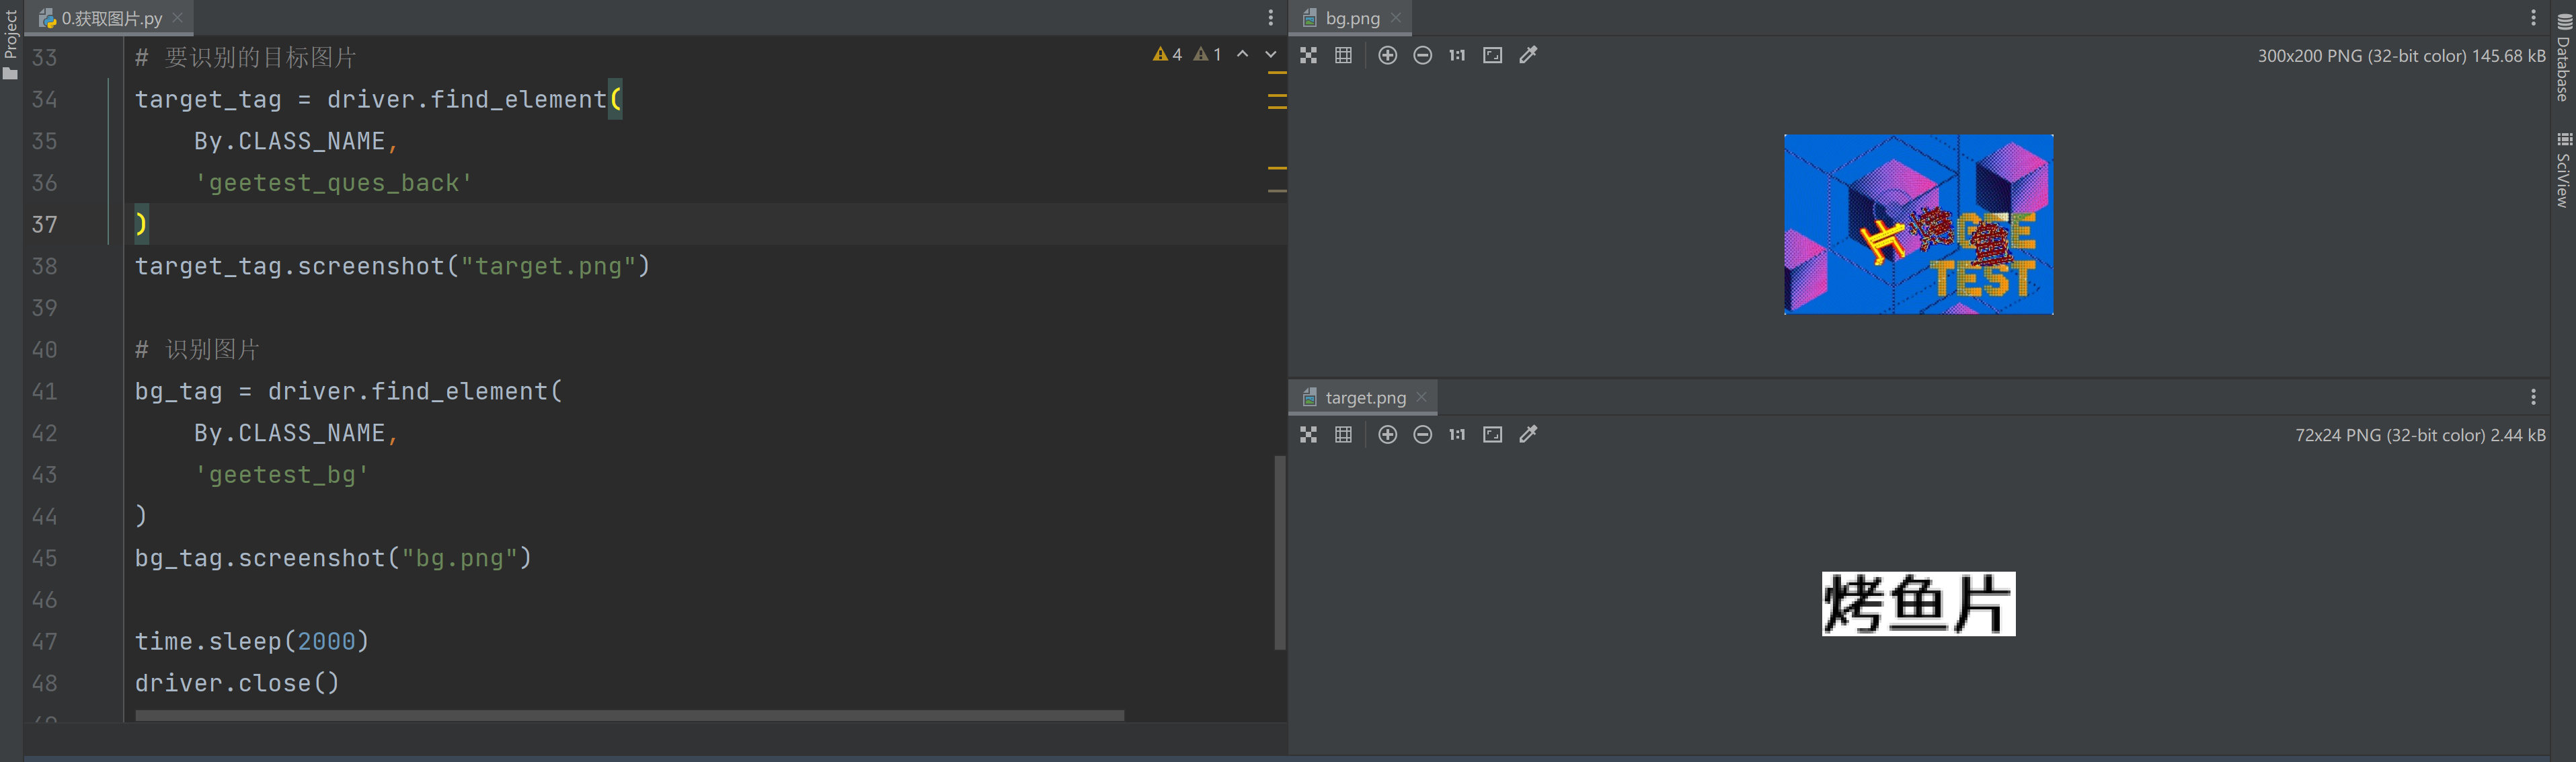 Project
0.获取图片.py
4
1
33
# 要识别的目标图片
34
target_tag = driver.find_element(
35
By.CLASS_NAME,
36
'geetest_ques_back'
37
)
38
target_tag.screenshot("target.png")
39
40
# 识别图片
41
bg_tag = driver.find_element(
42
By.CLASS_NAME,
43
'geetest_bg'
44
)
45
bg_tag.screenshot("bg.png")
46
47
time.sleep(2000)
48
driver.close()
bg.png
1:1
300x200 PNG (32-bit color) 145.68 kB
片
烤
GEE
TEST
target.png
1:1
72x24 PNG (32-bit color) 2.44 kB
烤鱼片
Database
SciView